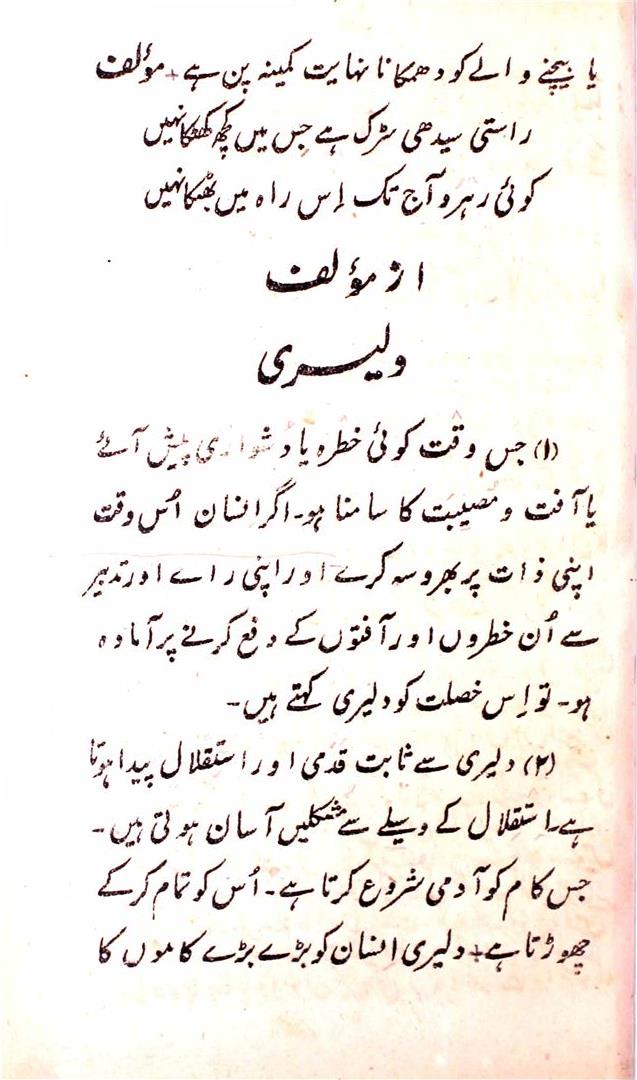 یا بیچنے والے کو دھمکانا نہایت کمینہ پن ہے + مؤلف
راستی سیدھی سڑک ہے جس میں کچھ کھٹکا نہیں
کوئی رہرو آج تک اِس راہ میں بھٹکا نہیں
از مؤلف
دلیری
(۱) جس وقت کوئی خطرہ یا دشواری پیش آئے
یا آفت و مصیبت کا سامنا ہو۔ اگر انسان اُس وقت
اپنی ذات پر بھروسہ کرے اور اپنی راے اور تدبیر
سے اُن خطروں اور آفتوں کے دفع کرنے پر آمادہ
ہو۔ تو اِس خصلت کو دلیری کہتے ہیں۔
(۲) دلیری سے ثابت قدمی اور استقلال پیدا ہوتا
ہے۔ استقلال کے وسیلے سے مشکلیں آسان ہوتی ہیں۔
جس کام کو آدمی شروع کرتا ہے۔ اُس کو تمام کرکے
چھوڑتا ہے + دلیری انسان کو بڑے بڑے کاموں کا